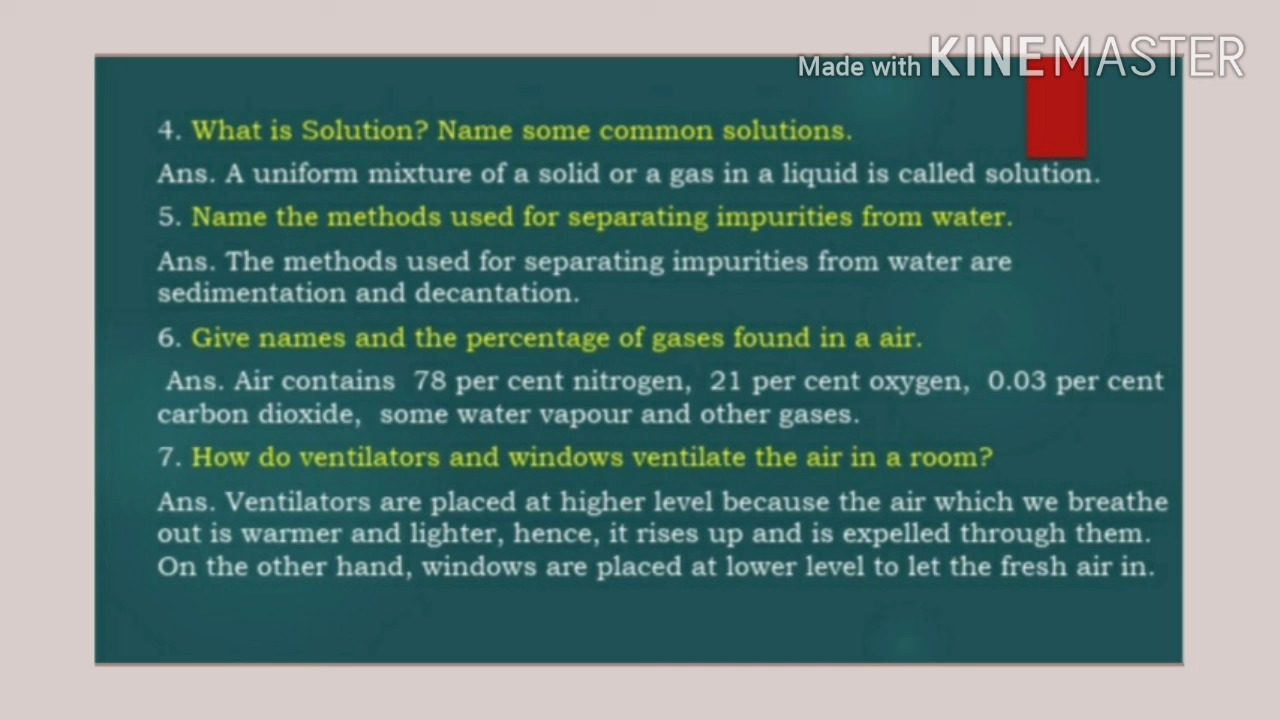 Made with KINEMASTER
4. What is Solution? Name some common solutions.
Ans. A uniform mixture of a solid or a gas in a liquid is called solution.
5. Name the methods used for separating impurities from water.
Ans. The methods used for separating impurities from water are
sedimentation and decantation.
6. Give names and the percentage of gases found in a air.
Ans. Air contains 78 per cent nitrogen, 21 per cent oxygen, 0.03 per cent
carbon dioxide, some water vapour and other gases.
7. How do ventilators and windows ventilate the air in a room?
Ans. Ventilators are placed at higher level because the air which we breathe
out is warmer and lighter, hence, it rises up and is expelled through them.
On the other hand, windows are placed at lower level to let the fresh air in.